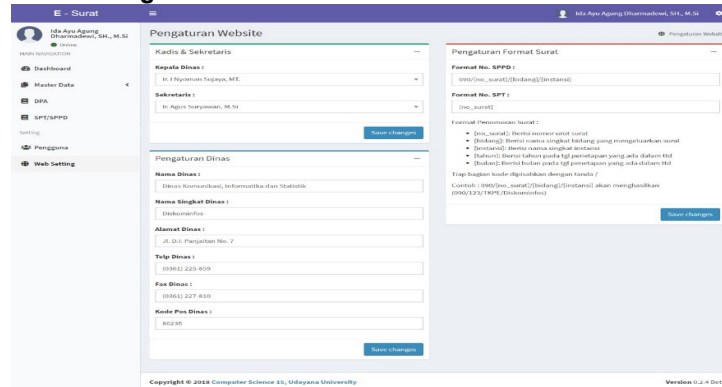 E - Surat
Ida Ayu Agung Dharmadewi, SH., M.Si
Ida Ayu Agung
Dharmadewi, SH., M.Si
Online
MAIN NAVIGATION
Dashboard
Master Data
DPA
SPT/SPPD
Setting
Pengguna
Web Setting
Pengaturan Website
Pengaturan Website
Kadis & Sekretaris
Kepala Dinas :
Ir. I Nyoman Sujaya, MT.
Sekretaris :
Ir. Agus Suryawan, M.Si
Save changes
Pengaturan Dinas
Nama Dinas :
Dinas Komunikasi, Informatika dan Statistik
Nama Singkat Dinas :
Diskominfos
Alamat Dinas :
Jl. D.I. Panjaitan No. 7
Telp Dinas :
(0361) 225-859
Fax Dinas :
(0361) 227-810
Kode Pos Dinas :
80235
Save changes
Pengaturan Format Surat
Format No. SPPD :
090/[no_surat]/[bidang]/[instansi]
Format No. SPT :
[no_surat]
Format Penomoran Surat :
[no_surat]: Berisi nomor urut surat
[bidang]: Berisi nama singkat bidang yang mengeluarkan surat
[instansi]: Berisi nama singkat instansi
[tahun]: Berisi tahun pada tgl penetapan yang ada dalam ttd
[bulan]: Berisi bulan pada tgl penetapan yang ada dalam ttd
Tiap bagian kode dipisahkan dengan tanda /
Contoh : 090/[no_surat]/[bidang]/[instansi] akan menghasilkan
(090/123/TKPE/Diskominfos)
Save changes
Copyright © 2018 Computer Science 15, Udayana University
Version 0.2.4